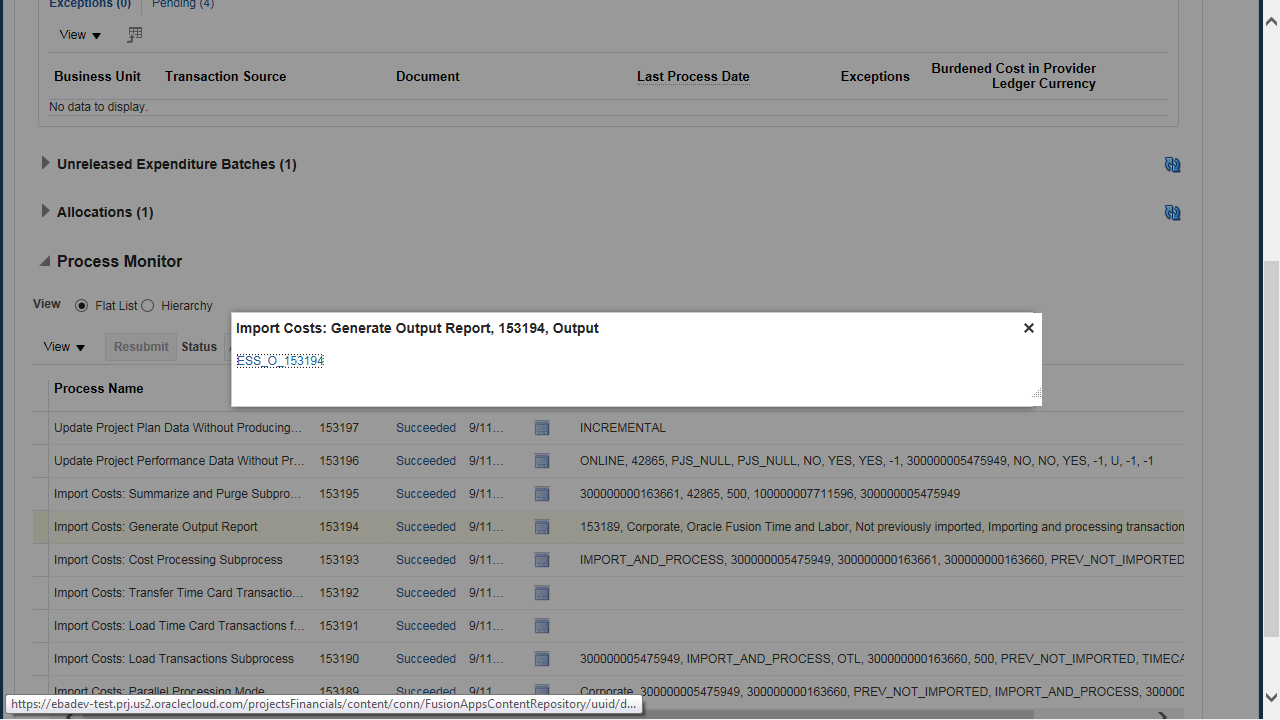 Exceptions (0) Pending (4)
View
Business Unit Transaction Source Document Last Process Date Exceptions Burdened Cost in Provider Ledger Currency
No data to display.
Unreleased Expenditure Batches (1)
Allocations (1)
Process Monitor
View Flat List Hierarchy
Import Costs: Generate Output Report, 153194, Output
ESS_O_153194
View Resubmit Status
Process Name
Update Project Plan Data Without Producing... 153197 Succeeded 9/11... INCREMENTAL
Update Project Performance Data Without Pr... 153196 Succeeded 9/11... ONLINE, 42865, PJS_NULL, PJS_NULL, NO, YES, YES, -1, 300000005475949, NO, NO, YES, -1, U, -1, -1
Import Costs: Summarize and Purge Subpro... 153195 Succeeded 9/11... 300000000163661, 42865, 500, 100000007711596, 300000005475949
Import Costs: Generate Output Report 153194 Succeeded 9/11... 153189, Corporate, Oracle Fusion Time and Labor, Not previously imported, Importing and processing transaction
Import Costs: Cost Processing Subprocess 153193 Succeeded 9/11... IMPORT_AND_PROCESS, 300000005475949, 300000000163661, 300000000163660, PREV_NOT_IMPORTED
Import Costs: Transfer Time Card Transactio... 153192 Succeeded 9/11...
Import Costs: Load Time Card Transactions f... 153191 Succeeded 9/11...
Import Costs: Load Transactions Subprocess 153190 Succeeded 9/11... 300000005475949, IMPORT_AND_PROCESS, OTL, 300000000163660, 500, PREV_NOT_IMPORTED, TIMECA
Import Costs: Parallel Processing Mode 153189 Succeeded 9/11... Corporate, 300000005475949, 300000000163660, PREV_NOT_IMPORTED, IMPORT_AND_PROCESS, 30000
https://ebadev-test.prj.us2.oraclecloud.com/projectsFinancials/content/conn/FusionAppsContentRepository/uuid/d...